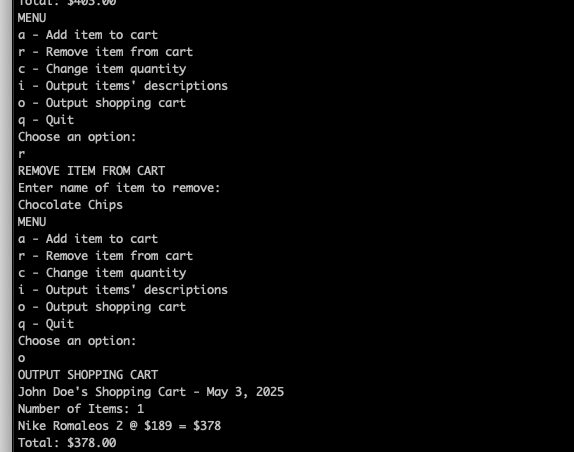 Total: $403.00
MENU
a - Add item to cart
r - Remove item from cart
c - Change item quantity
i - Output items' descriptions
o - Output shopping cart
q - Quit
Choose an option:
r
REMOVE ITEM FROM CART
Enter name of item to remove:
Chocolate Chips
MENU
a - Add item to cart
r - Remove item from cart
c - Change item quantity
i - Output items' descriptions
o - Output shopping cart
q - Quit
Choose an option:
o
OUTPUT SHOPPING CART
John Doe's Shopping Cart - May 3, 2025
Number of Items: 1
Nike Romaleos 2 @ $189 = $378
Total: $378.00